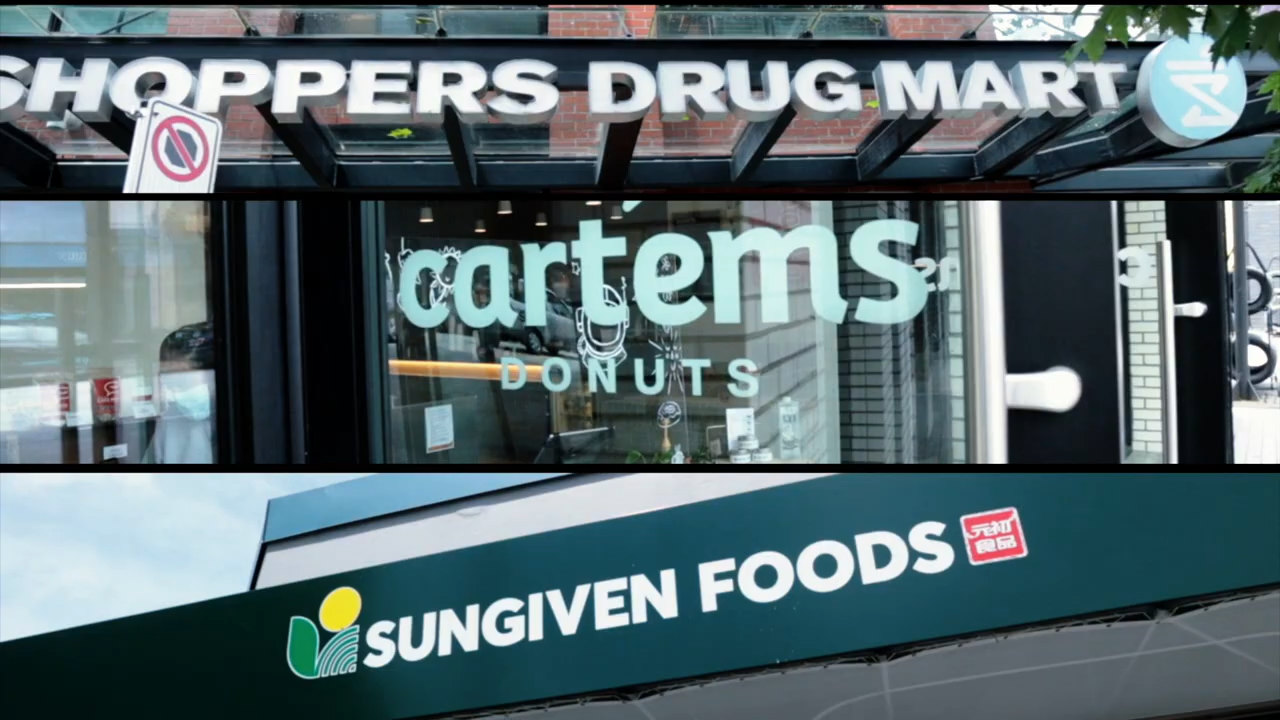 SHOPPERS DRUG MART
cartems
DONUTS
SUNGIVEN FOODS
元初
食品